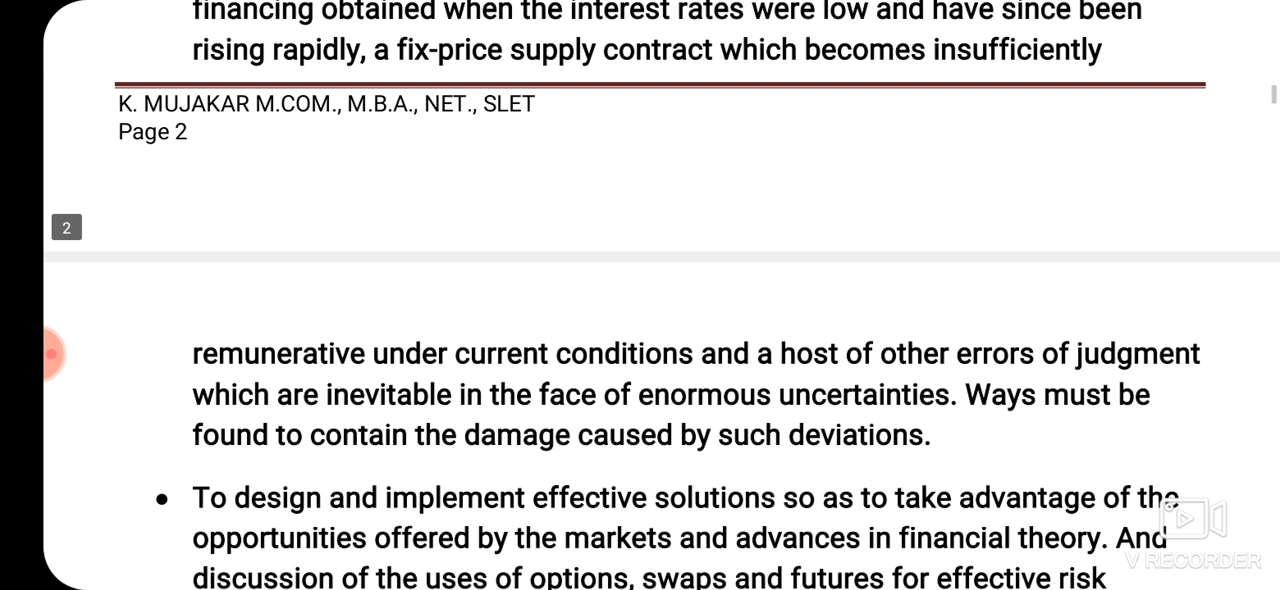 financing obtained when the interest rates were low and have since been
rising rapidly, a fix-price supply contract which becomes insufficiently
K. MUJAKAR M.COM., M.B.A., NET., SLET
Page 2
2
remunerative under current conditions and a host of other errors of judgment
which are inevitable in the face of enormous uncertainties. Ways must be
found to contain the damage caused by such deviations.
• To design and implement effective solutions so as to take advantage of the
opportunities offered by the markets and advances in financial theory. And
discussion of the uses of options, swaps and futures for effective risk
V RECORDER